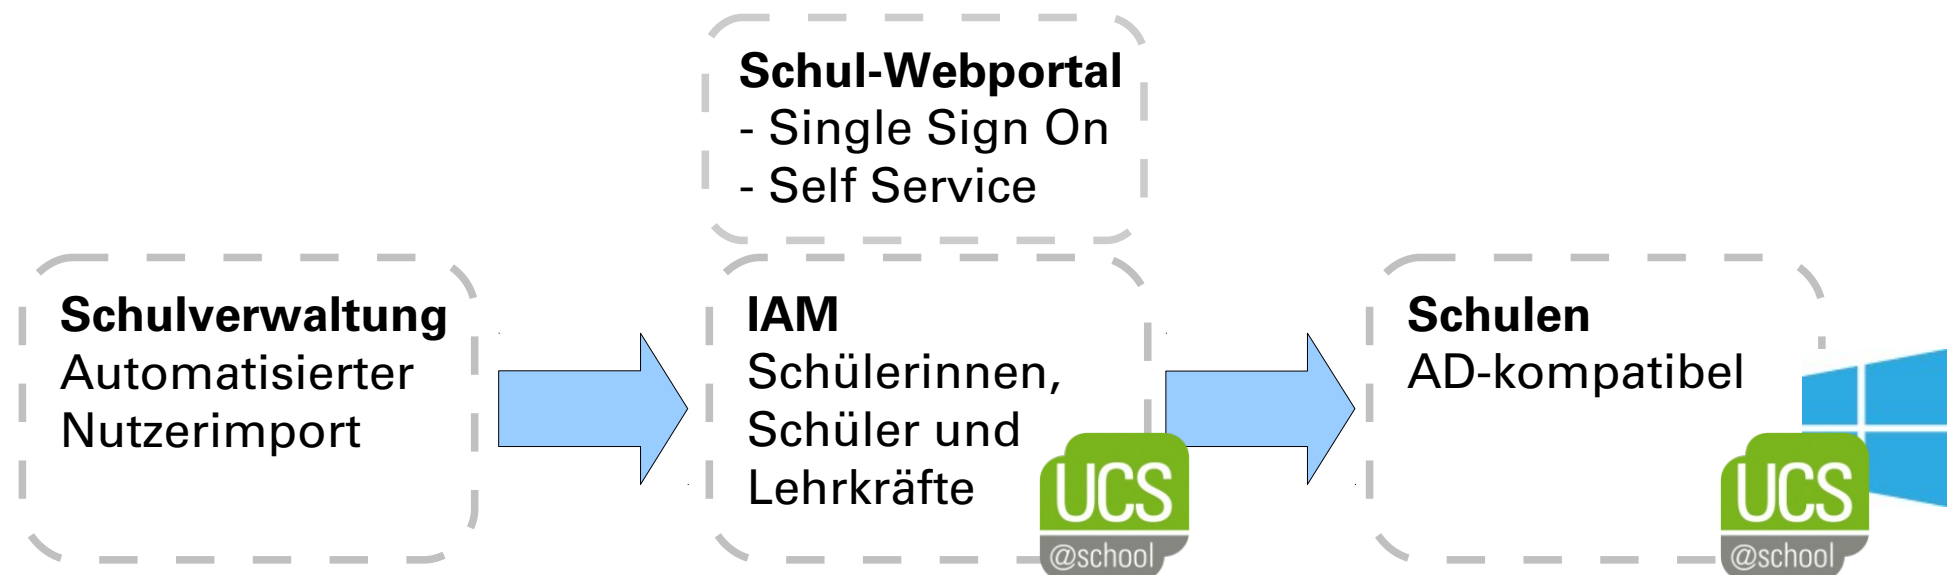 Schul-Webportal
- Single Sign On
- Self Service
Schulverwaltung
Automatisierter
Nutzerimport
IAM
Schülerinnen,
Schüler und
Lehrkräfte
UCS
@school
Schulen
AD-kompatibel
UCS
@school